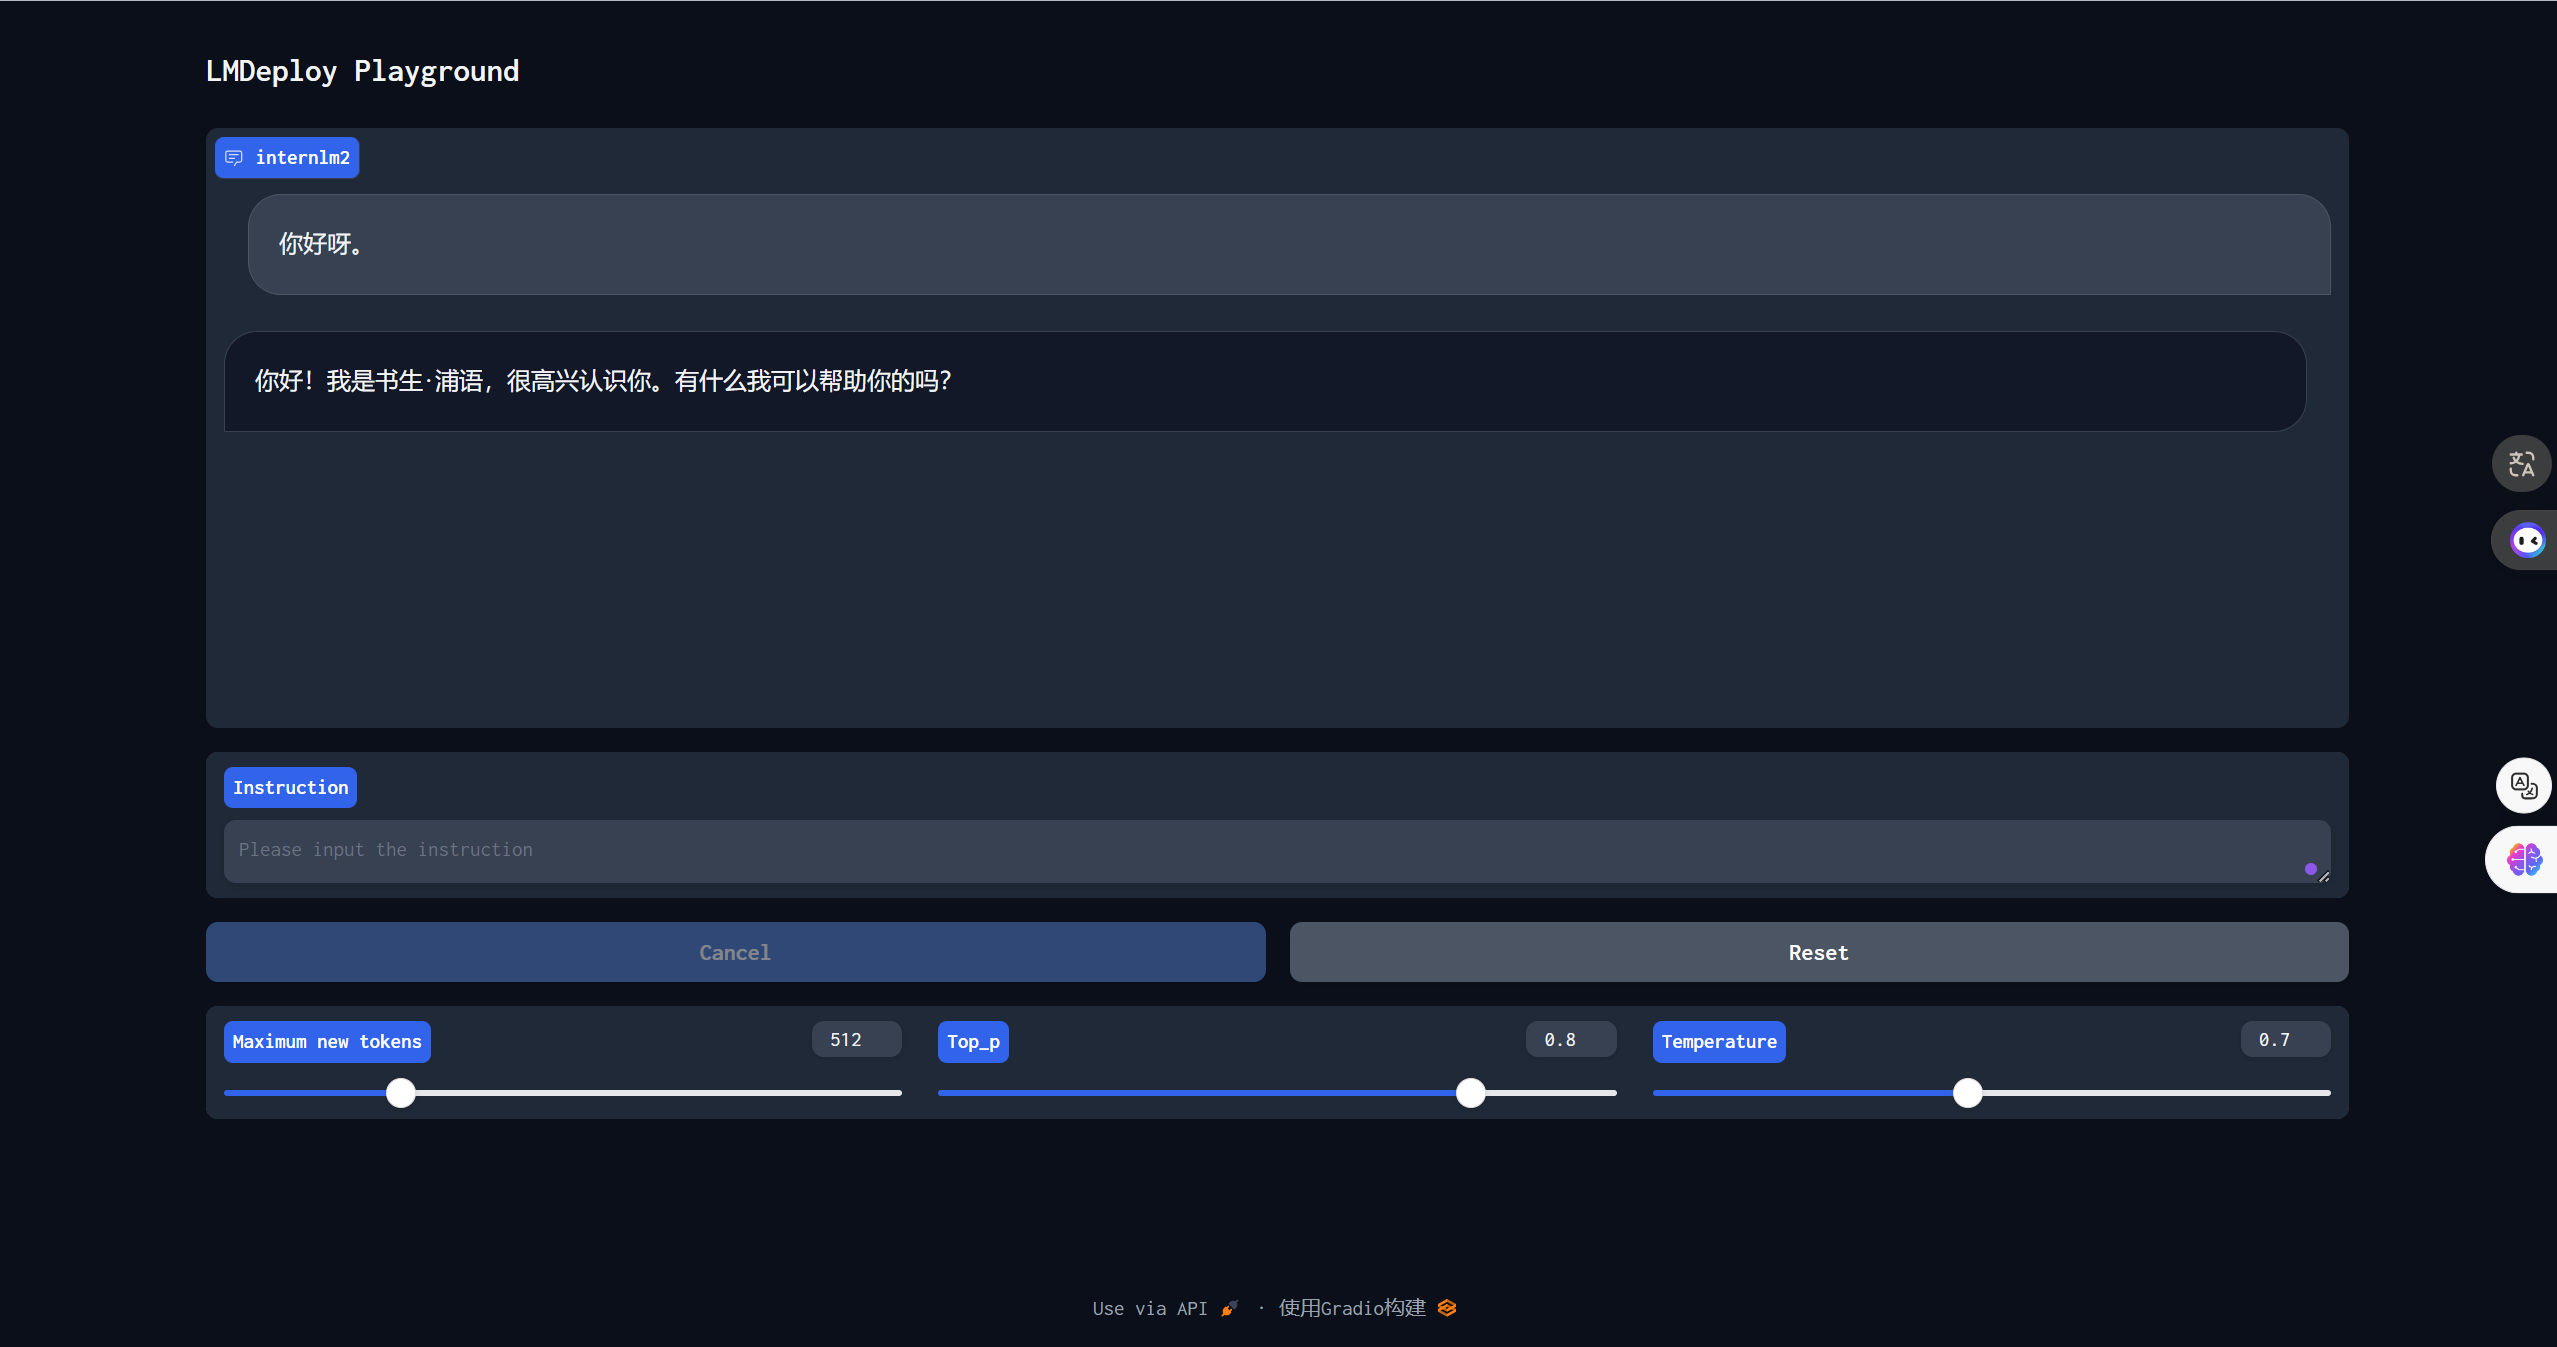 LMDeploy Playground
internlm2
你好呀。
你好！我是书生·浦语，很高兴认识你。有什么我可以帮助你的吗？
Instruction
Please input the instruction
Cancel
Reset
Maximum new tokens
512
Top_p
0.8
Temperature
0.7
Use via API · 使用Gradio构建